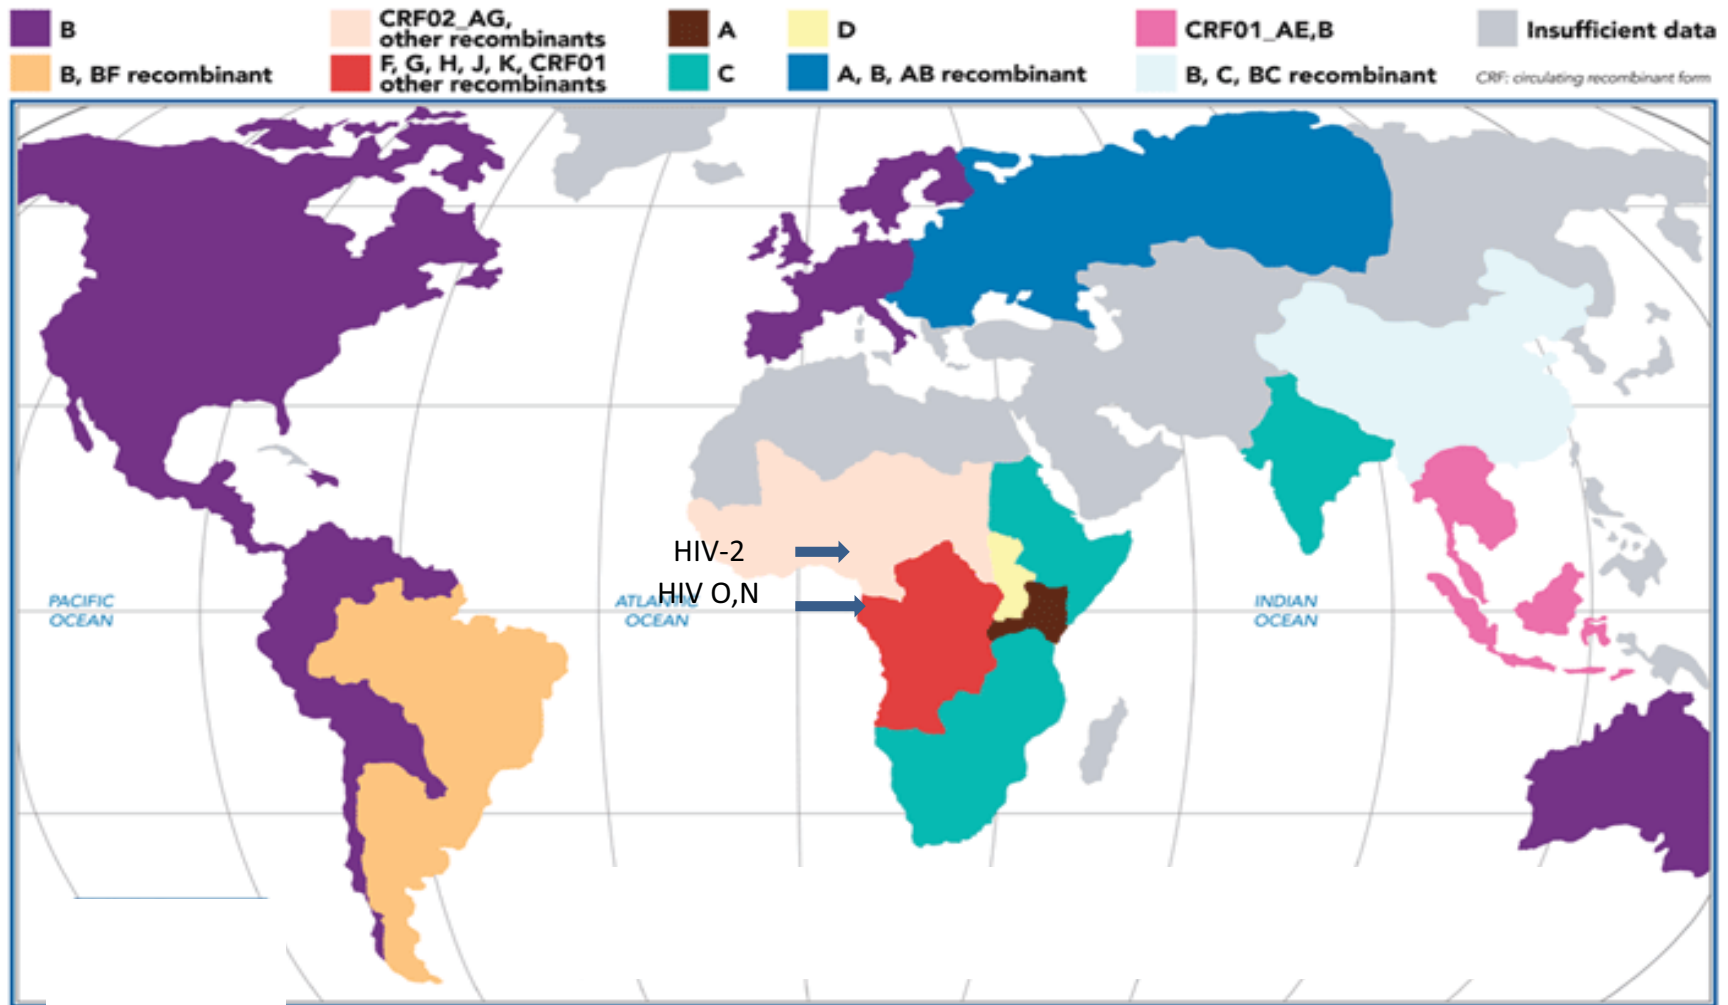 B
CRF02_AG,
other recombinants
A
D
CRF01_AE,B
Insufficient data
B, BF recombinant
F, G, H, J, K, CRF01
other recombinants
C
A, B, AB recombinant
B, C, BC recombinant
CRF: circulating recombinant form
HIV-2
HIV O,N
PACIFIC
OCEAN
ATLANTIC
OCEAN
INDIAN
OCEAN